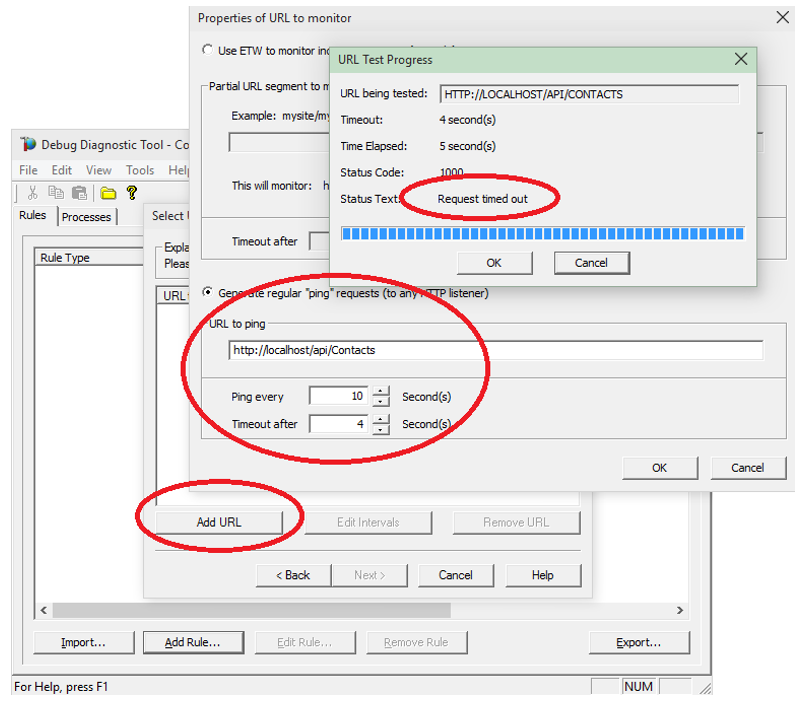 Properties of URL to monitor
Use ETW to monitor inc
Partial URL segment to m
Example: mysite/my
This will monitor: h
Timeout after
URL Test Progress
URL being tested: HTTP://LOCALHOST/API/CONTACTS
Timeout: 4 second(s)
Time Elapsed: 5 second(s)
Status Code: 1000
Status Text: Request timed out
OK Cancel
Generate regular "ping" requests (to any HTTP listener)
URL to ping
http://localhost/api/Contacts
Ping every 10 Second(s)
Timeout after 4 Second(s)
OK Cancel
Debug Diagnostic Tool - Co
File Edit View Tools Help
Rules Processes
Select U
Expla
Pleas
Rule Type
URL
Add URL Edit Intervals Remove URL
< Back Next > Cancel Help
Import... Add Rule... Edit Rule... Remove Rule Export...
For Help, press F1 NUM